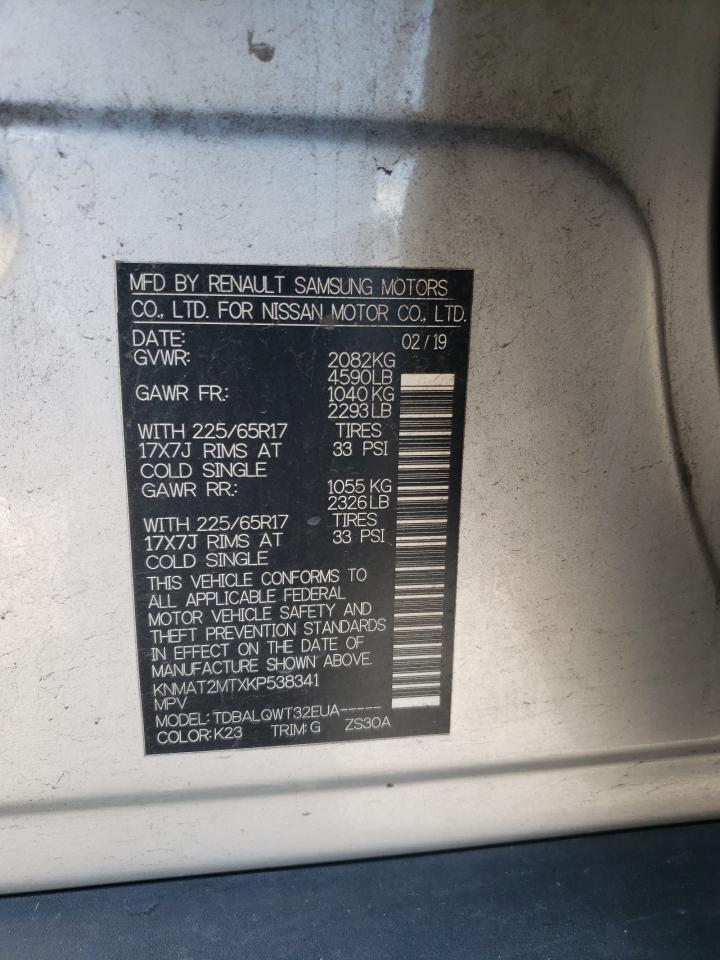 MFD BY RENAULT SAMSUNG MOTORS
CO., LTD. FOR NISSAN MOTOR CO., LTD.
DATE: 02/19
GVWR: 2082KG
4590LB
GAWR FR.: 1040KG
2293LB
WITH 225/65R17 TIRES
17X7J RIMS AT 33 PSI
COLD SINGLE
GAWR RR.: 1055KG
2326LB
WITH 225/65R17 TIRES
17X7J RIMS AT 33 PSI
COLD SINGLE
THIS VEHICLE CONFORMS TO
ALL APPLICABLE FEDERAL
MOTOR VEHICLE SAFETY AND
THEFT PREVENTION STANDARDS
IN EFFECT ON THE DATE OF
MANUFACTURE SHOWN ABOVE.
KNMAT2MTXKP538341
MPV
MODEL: TDBALQWT32EUA-----
COLOR: K23 TRIM: G ZS30A